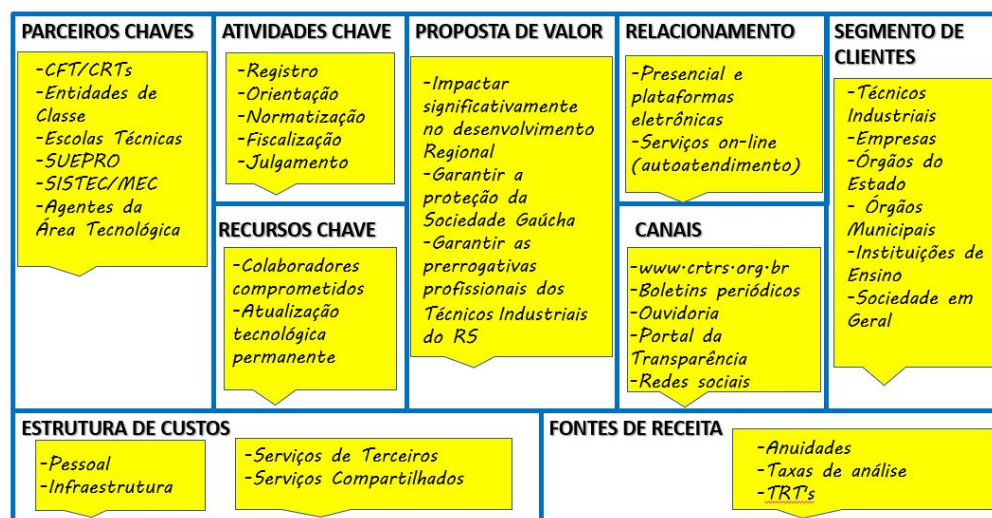 PARCEIROS CHAVES
-CFT/CRTs
-Entidades de
Classe
-Escolas Técnicas
-SUEPRO
-SISTEC/MEC
-Agentes da
Área Tecnológica
ATIVIDADES CHAVE
-Registro
-Orientação
-Normatização
-Fiscalização
-Julgamento
RECURSOS CHAVE
-Colaboradores
comprometidos
-Atualização
tecnológica
permanente
PROPOSTA DE VALOR
-Impactar
significativamente
no desenvolvimento
Regional
-Garantir a
proteção da
Sociedade Gaúcha
-Garantir as
prerrogativas
profissionais dos
Técnicos Industriais
do RS
RELACIONAMENTO
-Presencial e
plataformas
eletrônicas
-Serviços on-line
(autoatendimento)
CANAIS
-www.crtrs.org.br
-Boletins periódicos
-Ouvidoria
-Portal da
Transparência
-Redes sociais
SEGMENTO DE
CLIENTES
-Técnicos
Industriais
-Empresas
-Órgãos do
Estado
- Órgãos
Municipais
-Instituições de
Ensino
-Sociedade em
Geral
ESTRUTURA DE CUSTOS
-Pessoal
-Infraestrutura
-Serviços de Terceiros
-Serviços Compartilhados
FONTES DE RECEITA
-Anuidades
-Taxas de análise
-TRT's